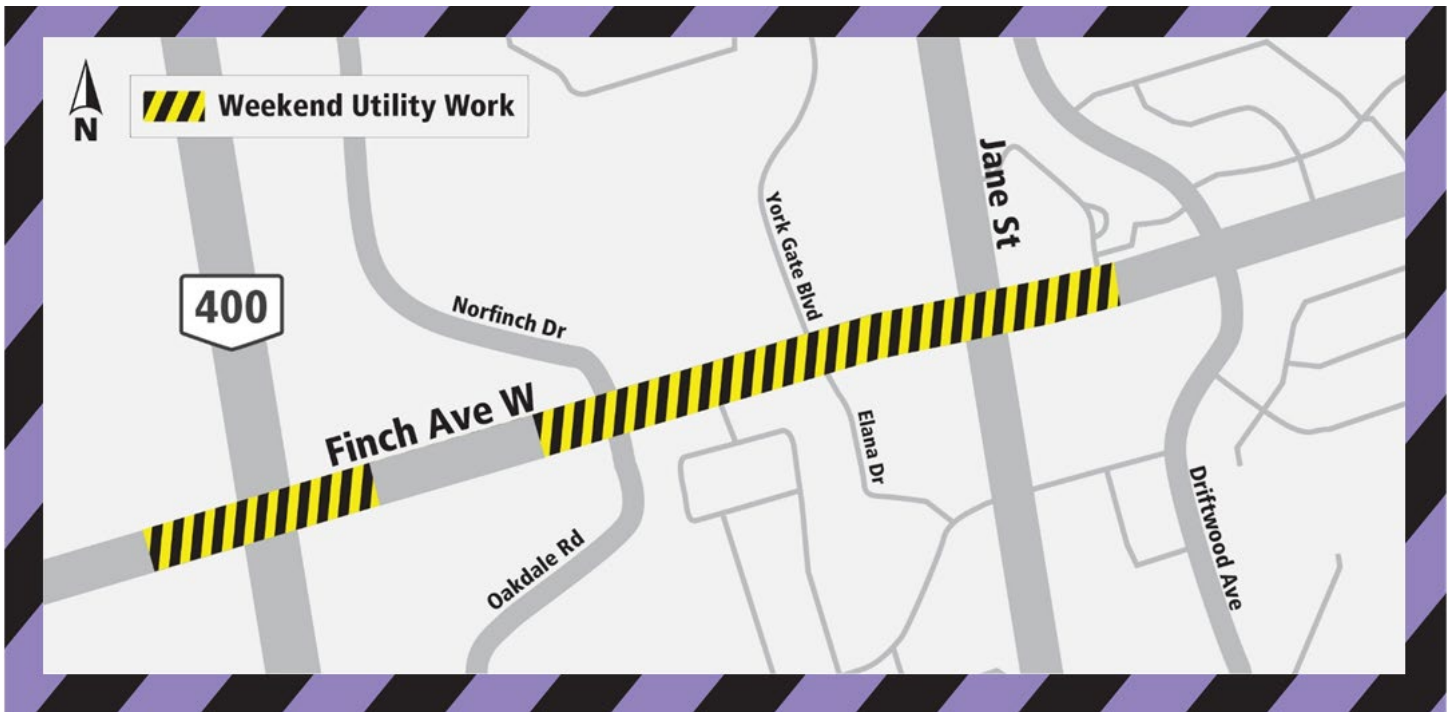 N
Weekend Utility Work
Jane St
York Gate Blvd
400
Norfinch Dr
Finch Ave W
Elana Dr
Driftwood Ave
Oakdale Rd